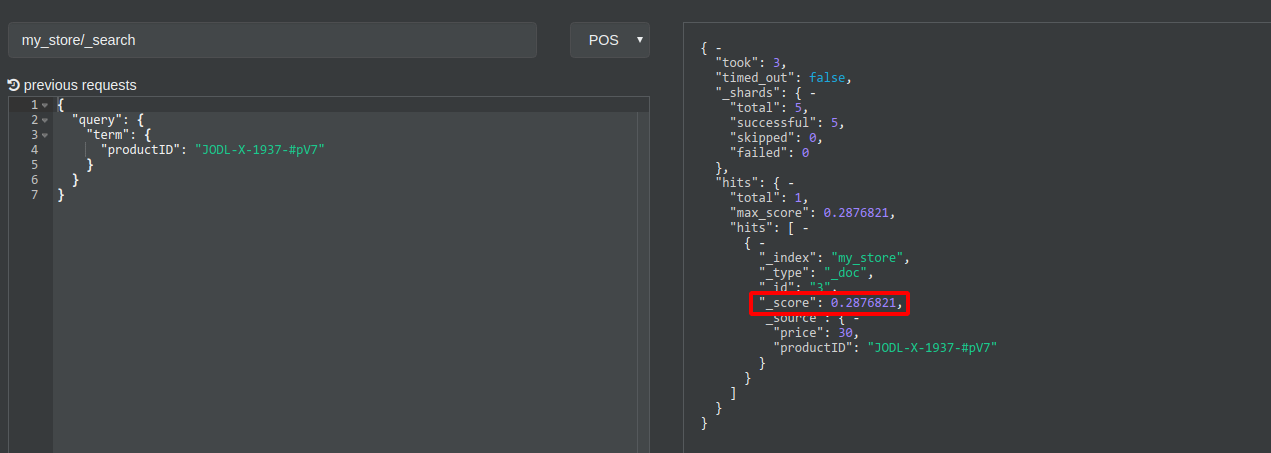 my_store/_search
POS
previous requests
1 {
2 "query": {
3 "term": {
4 "productID": "JODL-X-1937-#pV7"
5 }
6 }
7 }
{ -
"took": 3,
"timed_out": false,
"_shards": { -
"total": 5,
"successful": 5,
"skipped": 0,
"failed": 0
},
"hits": { -
"total": 1,
"max_score": 0.2876821,
"hits": [ -
{ -
"_index": "my_store",
"_type": "_doc",
"_id": "3",
"_score": 0.2876821,
"_source": { -
"price": 30,
"productID": "JODL-X-1937-#pV7"
}
}
]
}
}